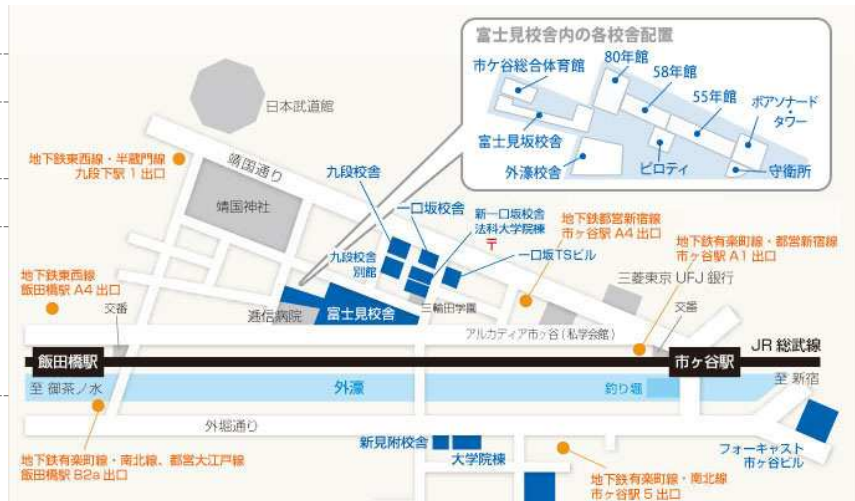 富士見校舎内の各校舎配置
市ケ谷総合体育館
80年館
58年館
55年館
ボアソナード・
タワー
富士見坂校舎
外濠校舎
ピロティ
守衛所
日本武道館
靖国通り
地下鉄東西線・半蔵門線
九段下駅1出口
靖国神社
九段校舎
一口坂校舎
新一口坂校舎
法科大学院棟
〒
九段校舎
別館
一口坂TSビル
地下鉄都営新宿線
市ヶ谷駅A4出口
地下鉄有楽町線・都営新宿線
市ヶ谷駅A1出口
三菱東京UFJ銀行
地下鉄東西線
飯田橋駅A4出口
交番
逓信病院
富士見校舎
三輪田学園
アルカディア市ヶ谷(私学会館)
交番
JR総武線
飯田橋駅
市ヶ谷駅
至 御茶ノ水
外濠
釣り堀
至 新宿
外堀通り
新見附校舎
大学院棟
フォーキャスト
市ヶ谷ビル
地下鉄有楽町線・南北線、都営大江戸線
飯田橋駅B2a出口
地下鉄有楽町線・南北線
市ヶ谷駅5出口